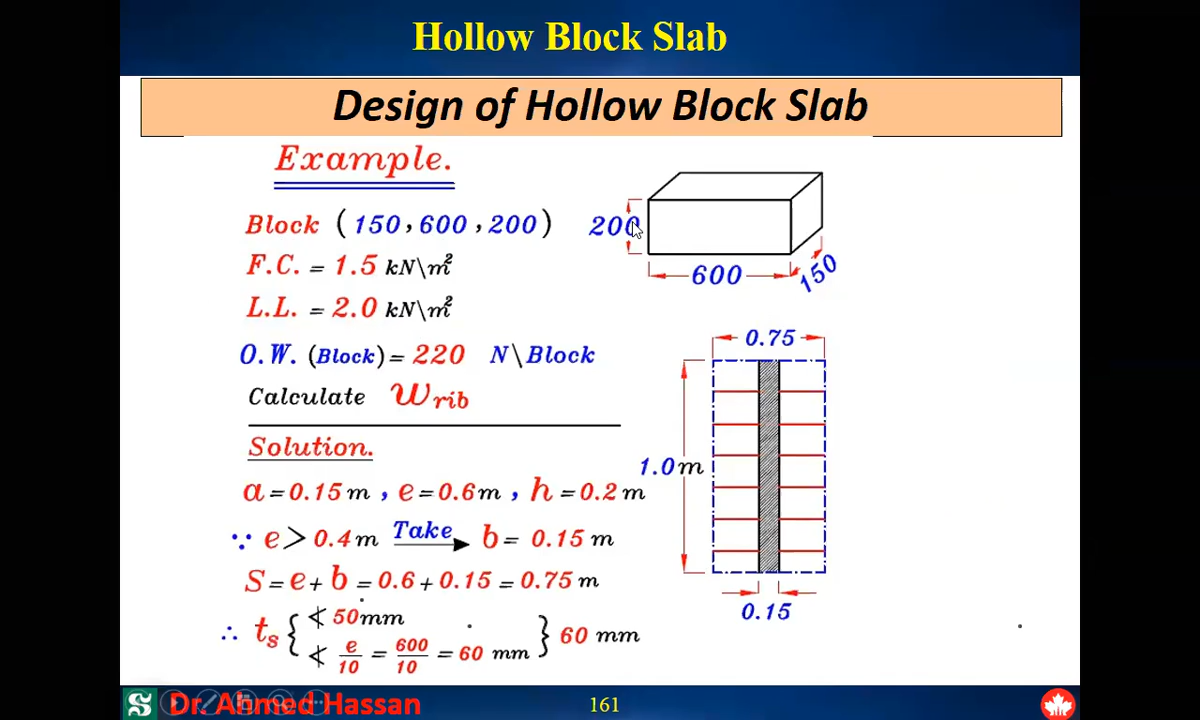 Hollow Block Slab
Design of Hollow Block Slab
Example.
Block (150,600,200)
F.C. = 1.5 kN\m²
L.L. = 2.0 kN\m²
O.W. (Block)= 220 N\Block
Calculate w rib
200
600
150
Solution.
a = 0.15 m , e = 0.6 m , h = 0.2 m
∵ e > 0.4 m Take b = 0.15 m
S = e + b = 0.6 + 0.15 = 0.75 m
∴ ts { ∢ 50 mm
∢ e/10 = 600/10 = 60 mm } 60 mm
0.75
1.0 m
0.15
Dr. Ahmed Hassan
161